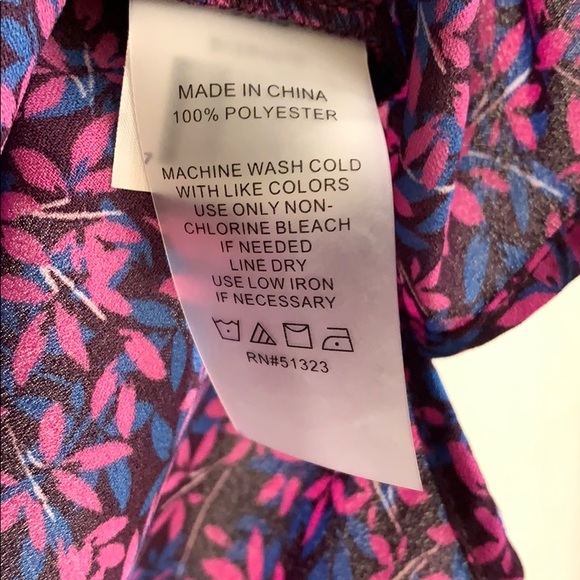 MADE IN CHINA
100% POLYESTER
MACHINE WASH COLD
WITH LIKE COLORS
USE ONLY NON-
CHLORINE BLEACH
IF NEEDED
LINE DRY
USE LOW IRON
IF NECESSARY
RN#51323